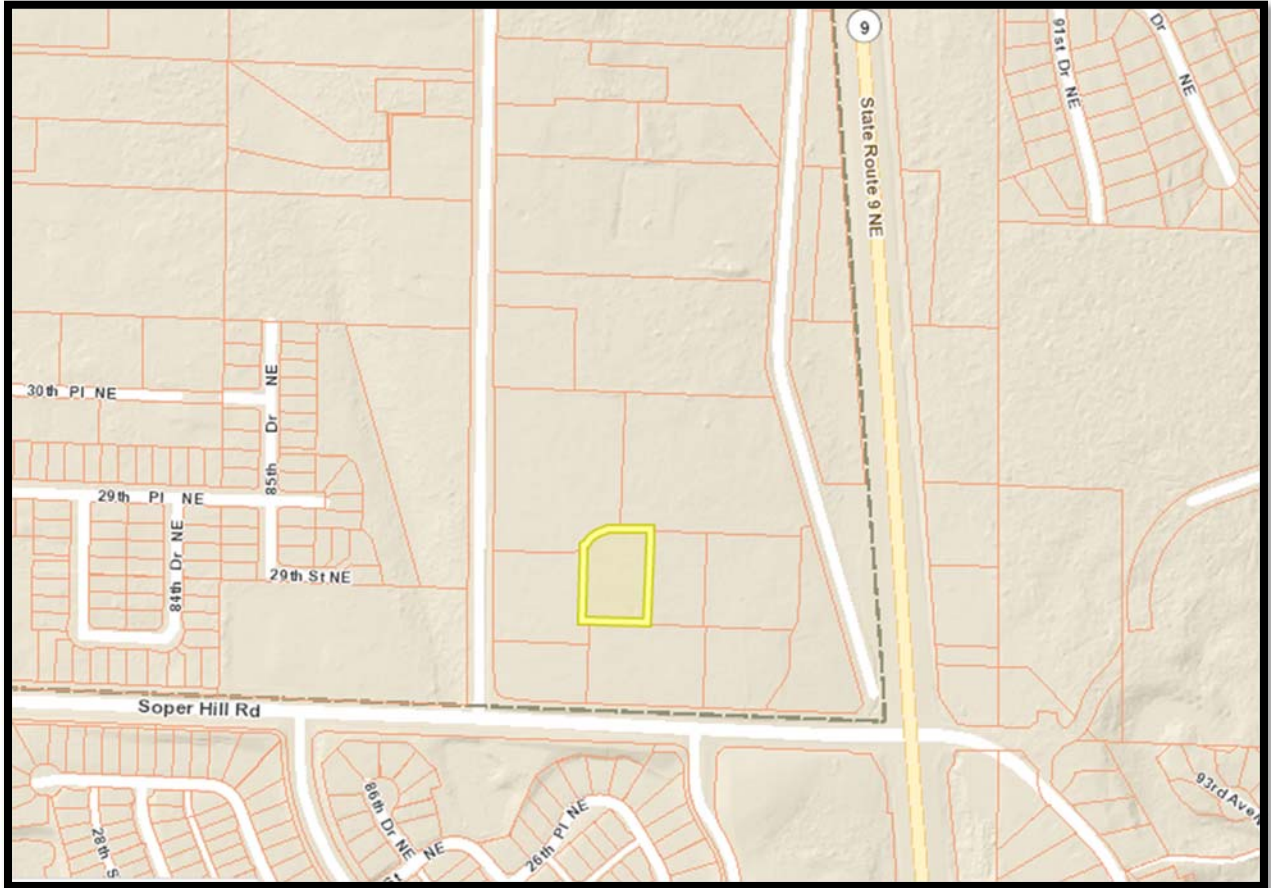 9
State Route 9 NE
91st Dr NE
Dr NE
30th Pl NE
85th Dr NE
29th Pl NE
84th Dr NE
29th St NE
Soper Hill Rd
86th Dr NE
NE
26th Pl NE
28th S
St
93rd Ave